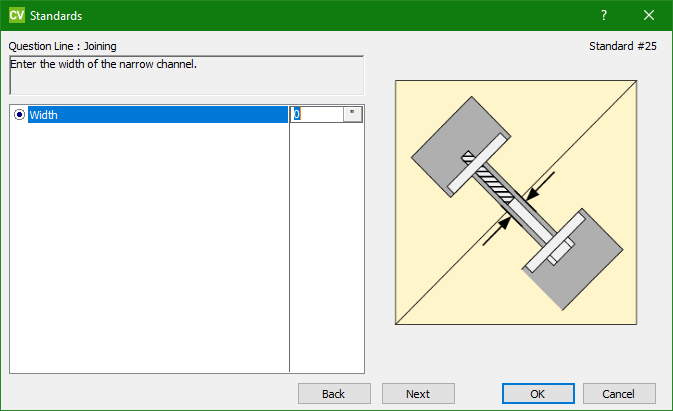 CV Standards ?
Question Line : Joining
Standard #25
Enter the width of the narrow channel.
Width 0 "
Back Next OK Cancel